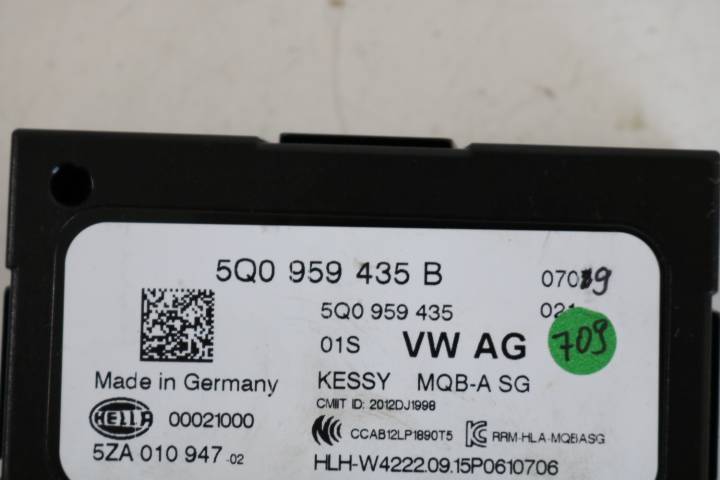 5Q0 959 435 B
5Q0 959 435
01S VW AG
709
Made in Germany
KESSY MQB-A SG
CMIIT ID: 2012DJ1998
HELLA 00021000
CCAB12LP1890T5
RRM-HLA-MQBASG
5ZA 010 947 -02
HLH-W4222.09.15P0610706